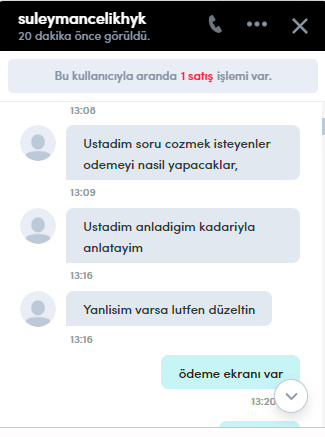 suleymancelikhyk
20 dakika önce görüldü.
Bu kullanıcıyla aranda 1 satış işlemi var.
13:08
Ustadim soru cozmek isteyenler
odemeyi nasil yapacaklar,
13:09
Ustadim anladigim kadariyla
anlatayim
13:16
Yanlisim varsa lutfen düzeltin
13:16
ödeme ekranı var
13:20